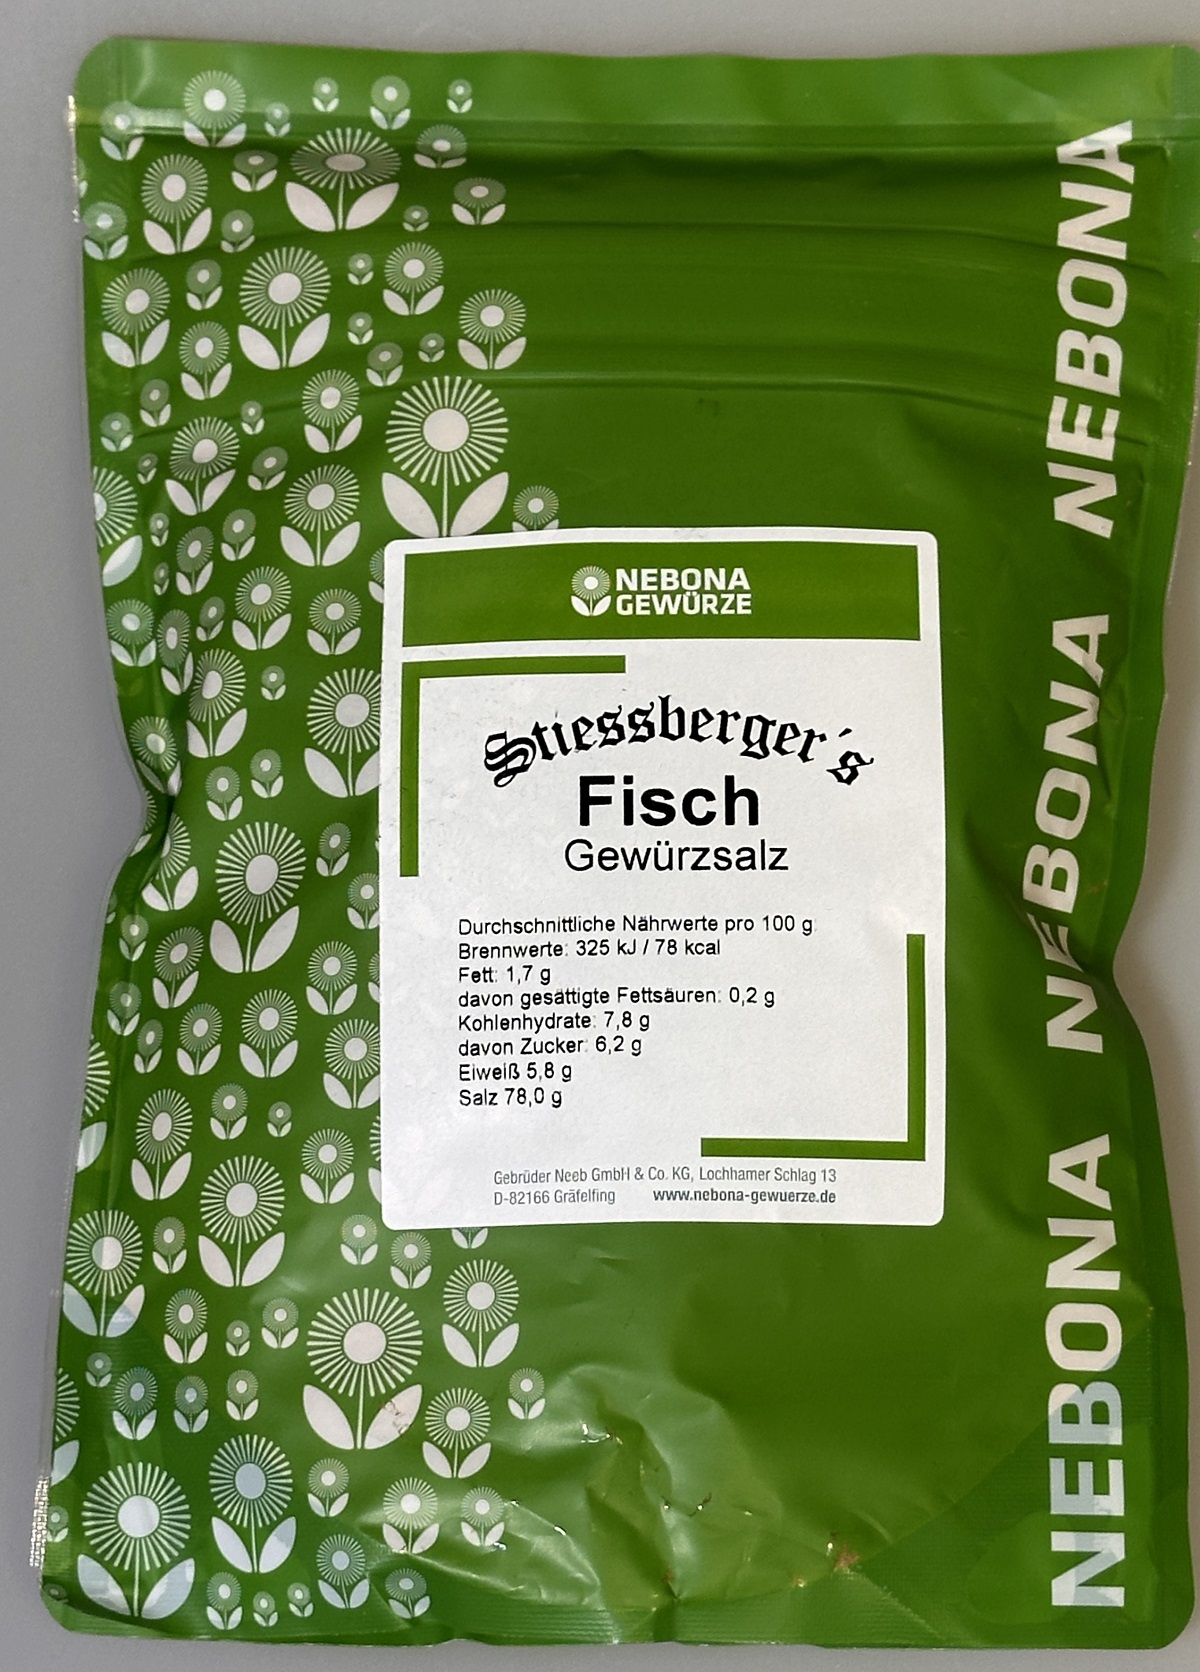 NEBONA
GEWÜRZE
Stiessberger´s
Fisch
Gewürzsalz
Durchschnittliche Nährwerte pro 100 g:
Brennwerte: 325 kJ / 78 kcal
Fett: 1,7 g
davon gesättigte Fettsäuren: 0,2 g
Kohlenhydrate: 7,8 g
davon Zucker: 6,2 g
Eiweiß 5,8 g
Salz 78,0 g
Gebrüder Neeb GmbH & Co. KG, Lochhamer Schlag 13
D-82166 Gräfelfing www.nebona-gewuerze.de
NEBONA NEBONA NEBONA